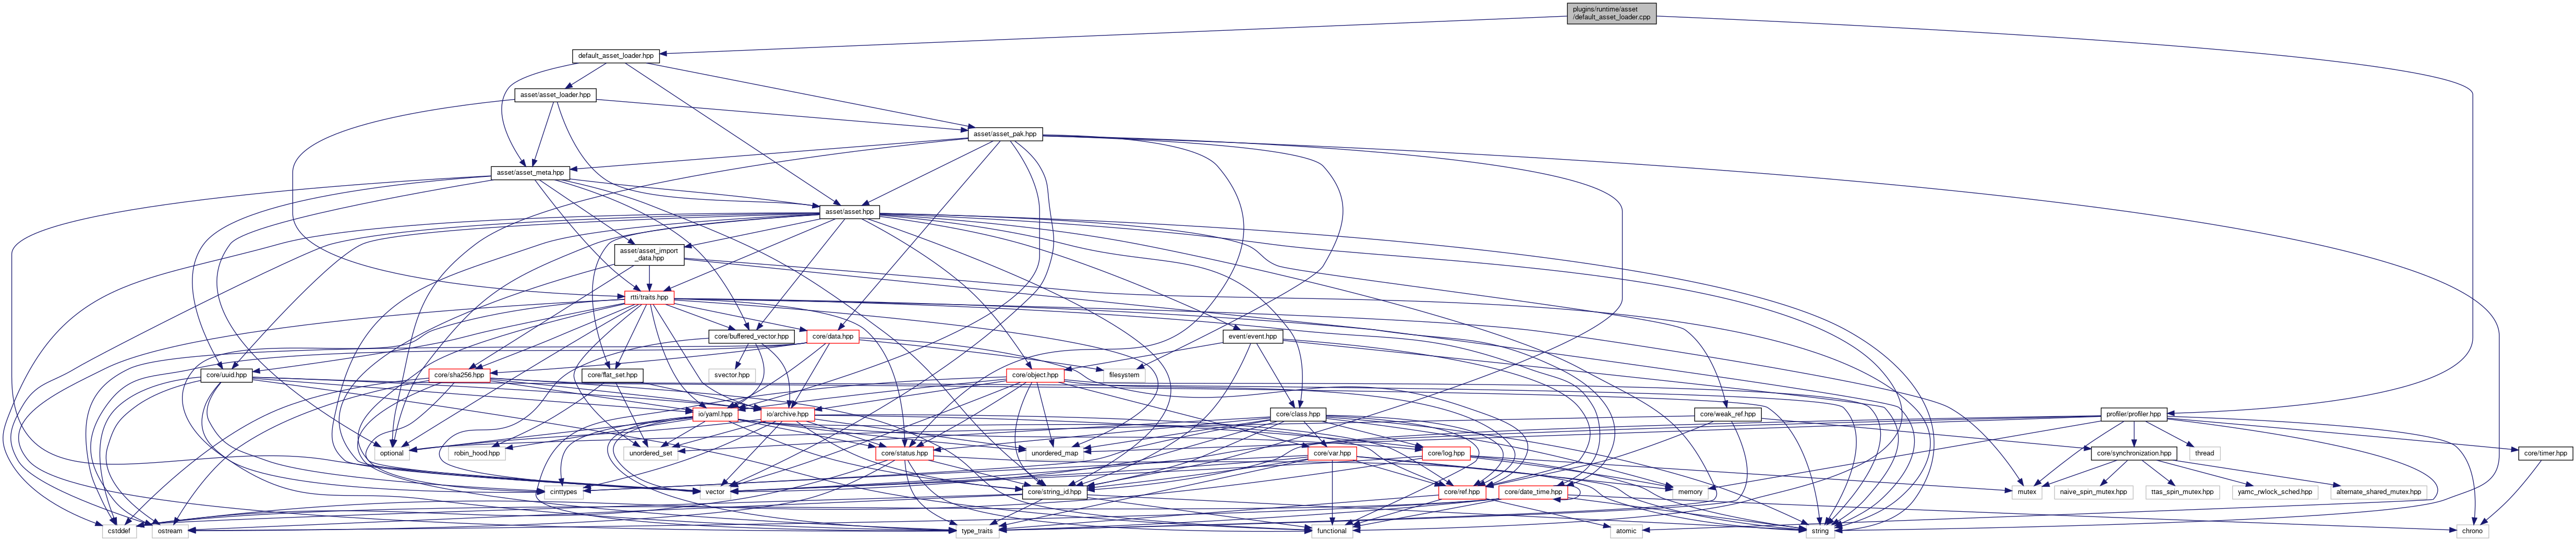 plugins/runtime/asset
/default_asset_loader.cpp
default_asset_loader.hpp
asset/asset_loader.hpp
asset/asset_pak.hpp
asset/asset_meta.hpp
asset/asset.hpp
asset/asset_import
_data.hpp
rtti/traits.hpp
core/buffered_vector.hpp
core/data.hpp
event/event.hpp
core/uuid.hpp
core/sha256.hpp
core/flat_set.hpp
svector.hpp
core/object.hpp
filesystem
io/yaml.hpp
io/archive.hpp
core/class.hpp
core/weak_ref.hpp
profiler/profiler.hpp
optional
robin_hood.hpp
unordered_set
core/status.hpp
unordered_map
core/var.hpp
core/log.hpp
core/synchronization.hpp
thread
core/timer.hpp
cinttypes
vector
core/string_id.hpp
core/ref.hpp
core/date_time.hpp
memory
mutex
naive_spin_mutex.hpp
ttas_spin_mutex.hpp
yamc_rwlock_sched.hpp
alternate_shared_mutex.hpp
cstddef
ostream
type_traits
functional
atomic
string
chrono